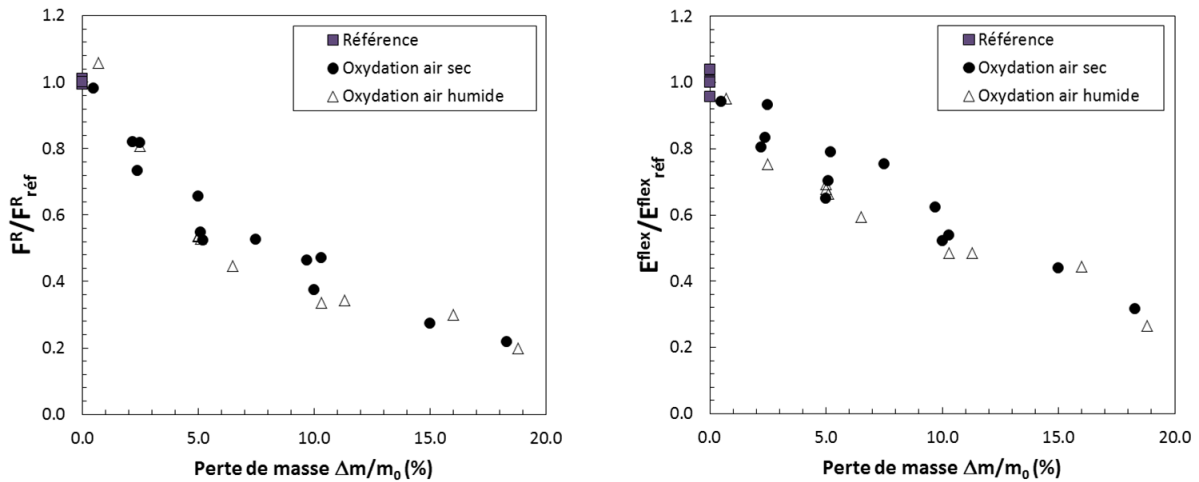 1.2
1.0
0.8
0.6
0.4
0.2
0.0
F^R/F^R_réf
Référence
Oxydation air sec
Oxydation air humide
0.0 5.0 10.0 15.0 20.0
Perte de masse Δm/m₀ (%)
1.2
1.0
0.8
0.6
0.4
0.2
0.0
E^flex/E^flex_réf
Référence
Oxydation air sec
Oxydation air humide
0.0 5.0 10.0 15.0 20.0
Perte de masse Δm/m₀ (%)